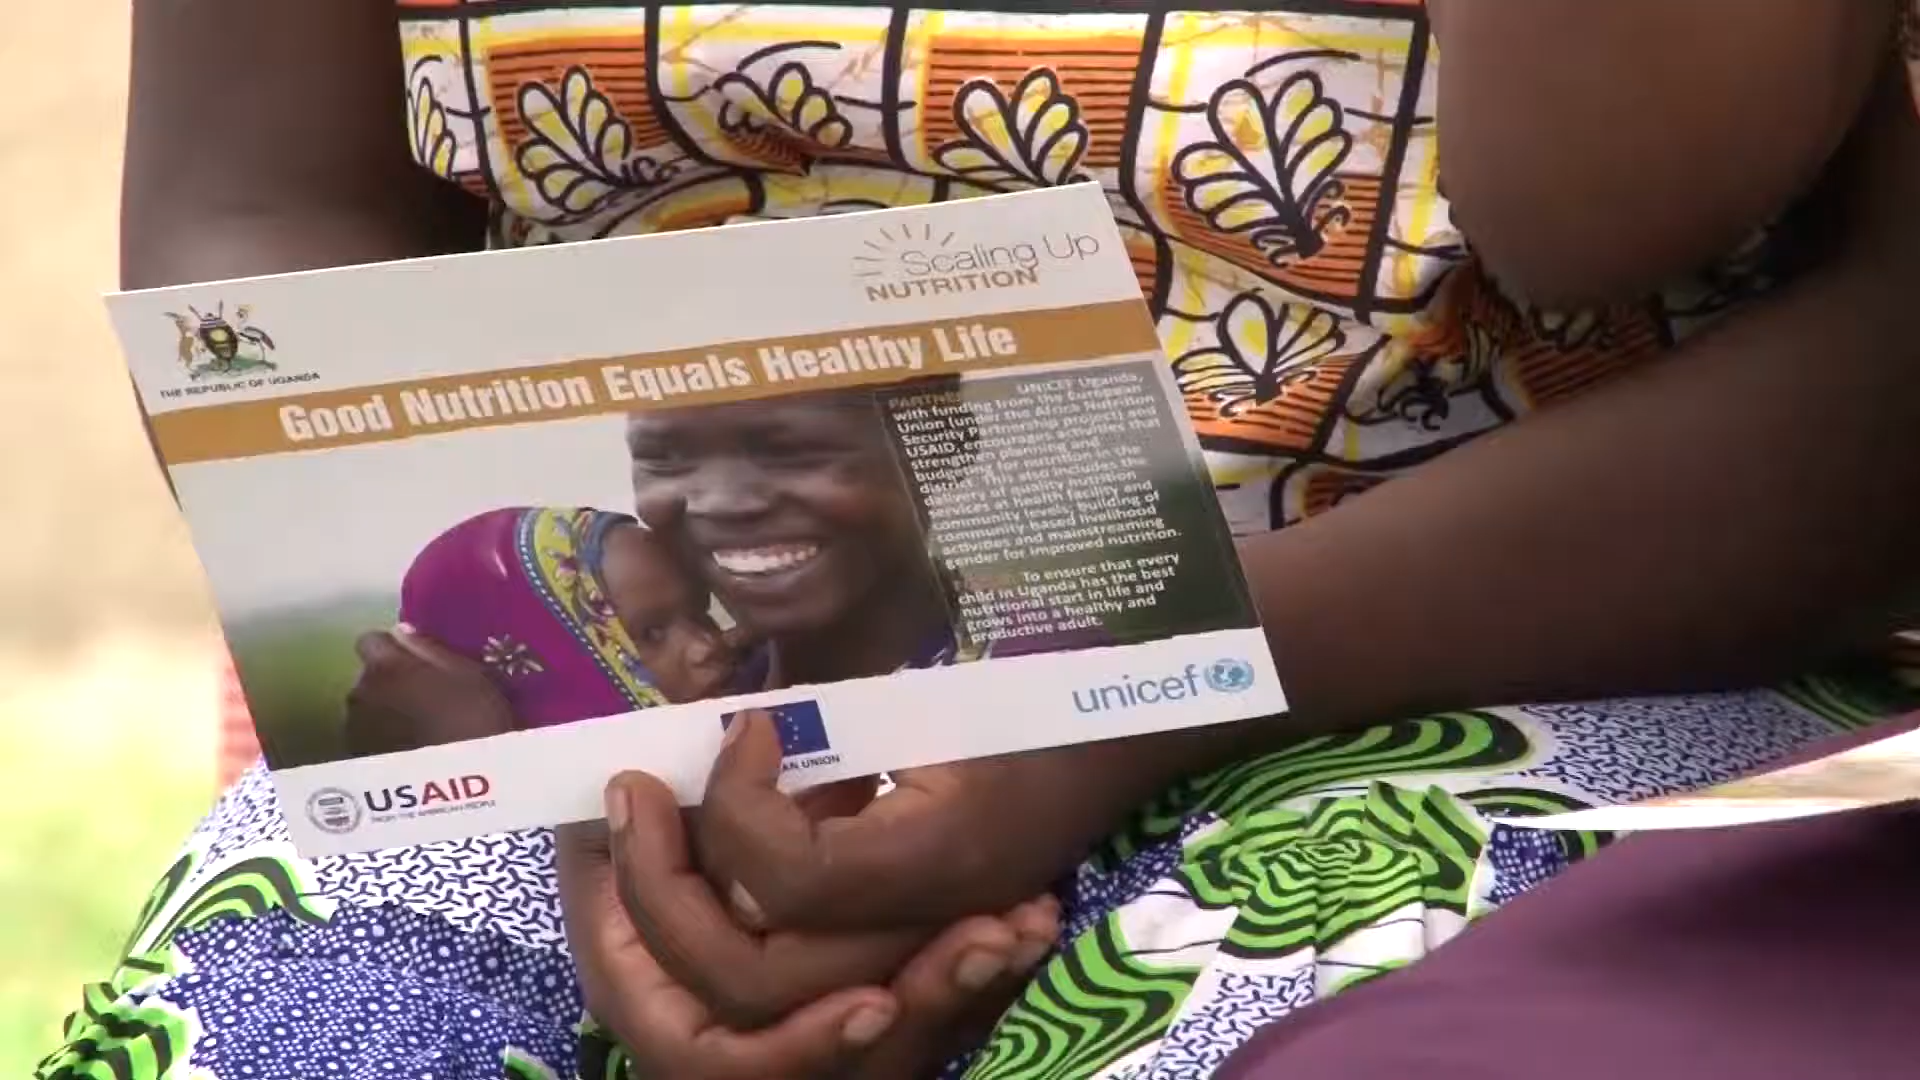 Scaling Up
NUTRITION
THE REPUBLIC OF UGANDA
Good Nutrition Equals Healthy Life
UNICEF Uganda,
with funding from the European
Union (under the Africa Nutrition
Security Partnership project) and
USAID, encourages activities that
strengthen planning and
budgeting for nutrition in the
district. This also includes the
delivery of quality nutrition
services at health facility and
community levels, building of
community based livelihood
activities and mainstreaming
gender for improved nutrition.
To ensure that every
child in Uganda has the best
nutritional start in life and
grows into a healthy and
productive adult.
unicef
AN UNION
USAID
FROM THE AMERICAN PEOPLE